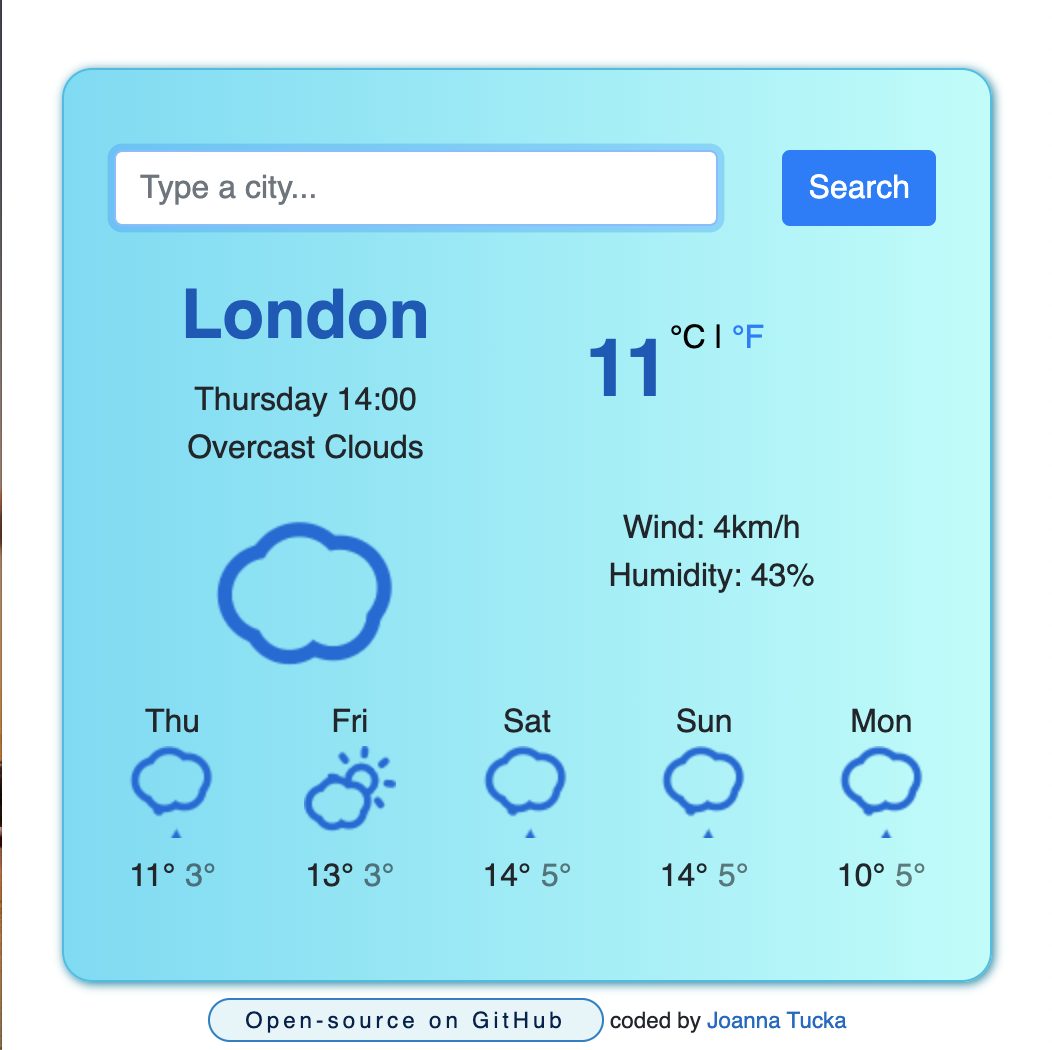 Type a city...
Search
London
11 °C | °F
Thursday 14:00
Overcast Clouds
Wind: 4km/h
Humidity: 43%
Thu Fri Sat Sun Mon
11° 3° 13° 3° 14° 5° 14° 5° 10° 5°
Open-source on GitHub coded by Joanna Tucka